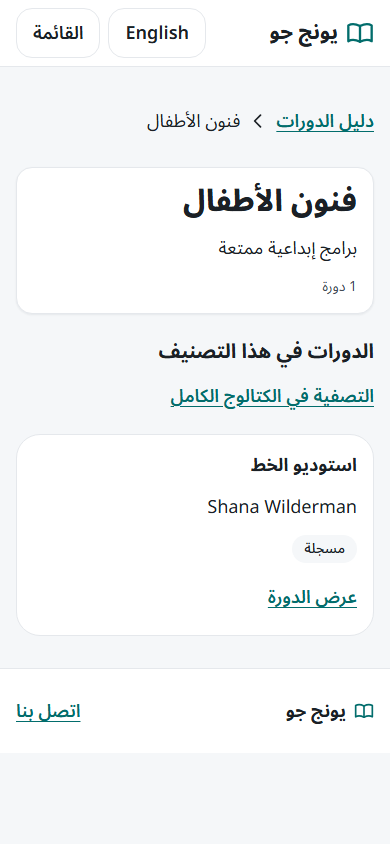 يونج جو
English
القائمة
دليل الدورات
فنون الأطفال
فنون الأطفال
برامج إبداعية ممتعة
1 دورة
الدورات في هذا التصنيف
التصفية في الكتالوج الكامل
استوديو الخط
Shana Wilderman
مسجلة
عرض الدورة
يونج جو
اتصل بنا